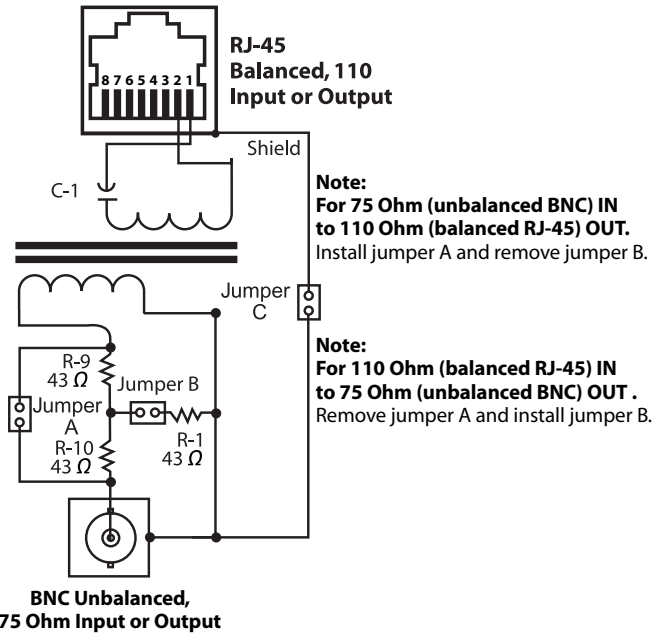 RJ-45
Balanced, 110
Input or Output
8 7 6 5 4 3 2 1
Shield
C-1
Note:
For 75 Ohm (unbalanced BNC) IN
to 110 Ohm (balanced RJ-45) OUT.
Install jumper A and remove jumper B.
Jumper
C
Note:
For 110 Ohm (balanced RJ-45) IN
to 75 Ohm (unbalanced BNC) OUT .
Remove jumper A and install jumper B.
R-9
43 Ω
Jumper B
Jumper
A
R-1
43 Ω
R-10
43 Ω
BNC Unbalanced,
75 Ohm Input or Output